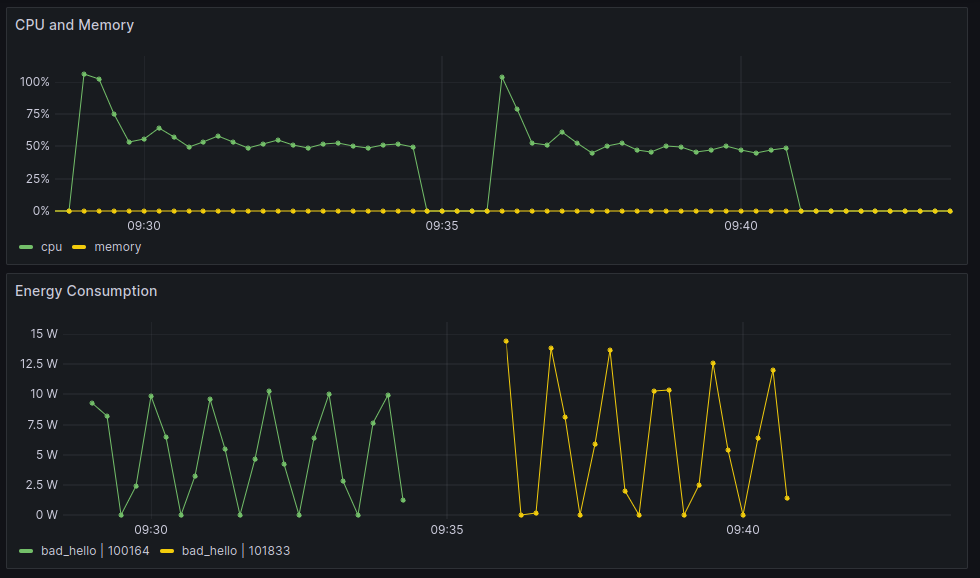 CPU and Memory
100%
75%
50%
25%
0%
09:30 09:35 09:40
cpu memory
Energy Consumption
15 W
12.5 W
10 W
7.5 W
5 W
2.5 W
0 W
09:30 09:35 09:40
bad_hello | 100164 bad_hello | 101833